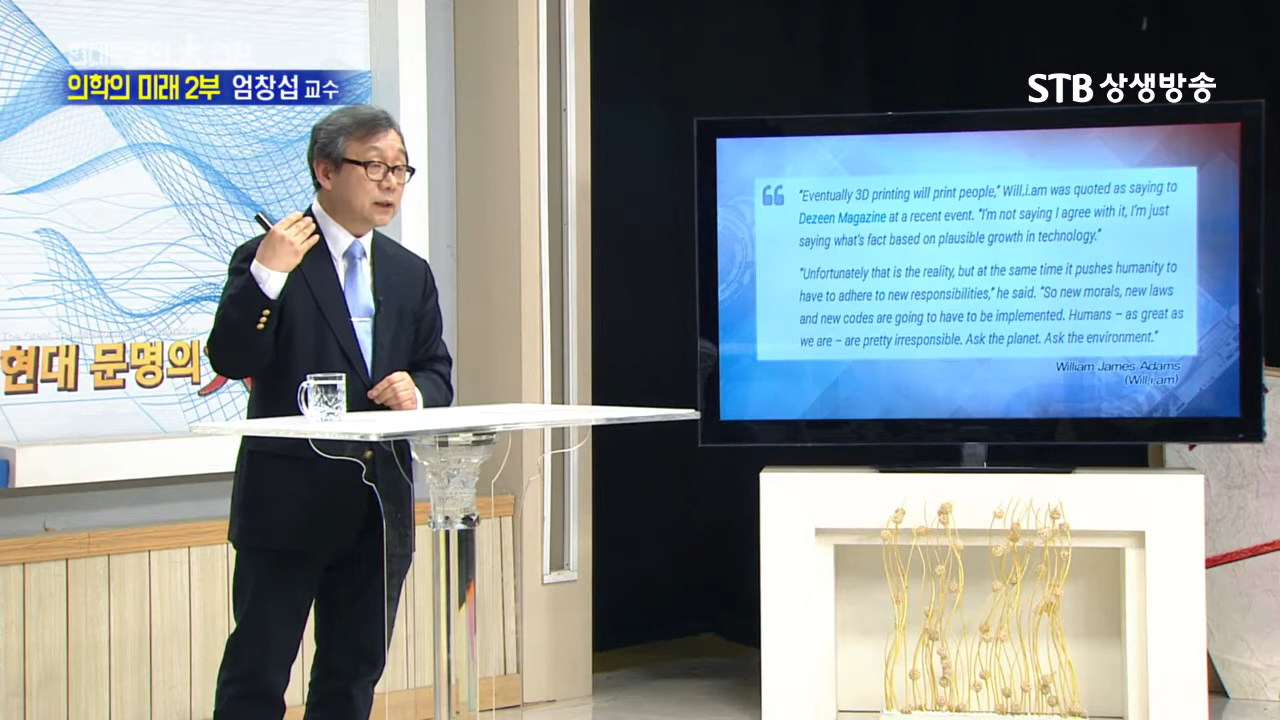 의학의 미래 2부 엄창섭 교수
STB 상생방송
현대 문명의
"Eventually 3D printing will print people," Will.i.am was quoted as saying to
Dezeen Magazine at a recent event. "I'm not saying I agree with it, I'm just
saying what's fact based on plausible growth in technology."
"Unfortunately that is the reality, but at the same time it pushes humanity to
have to adhere to new responsibilities," he said. "So new morals, new laws
and new codes are going to have to be implemented. Humans – as great as
we are – are pretty irresponsible. Ask the planet. Ask the environment."
William James Adams
(Will.i.am)